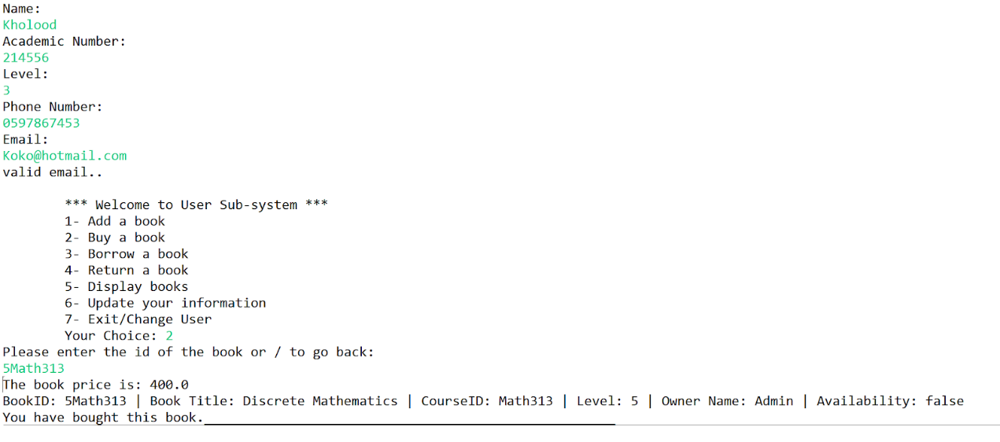 Name:
Kholood
Academic Number:
214556
Level:
3
Phone Number:
0597867453
Email:
Koko@hotmail.com
valid email..
*** Welcome to User Sub-system ***
1- Add a book
2- Buy a book
3- Borrow a book
4- Return a book
5- Display books
6- Update your information
7- Exit/Change User
Your Choice: 2
Please enter the id of the book or / to go back:
5Math313
The book price is: 400.0
BookID: 5Math313 | Book Title: Discrete Mathematics | CourseID: Math313 | Level: 5 | Owner Name: Admin | Availability: false
You have bought this book.